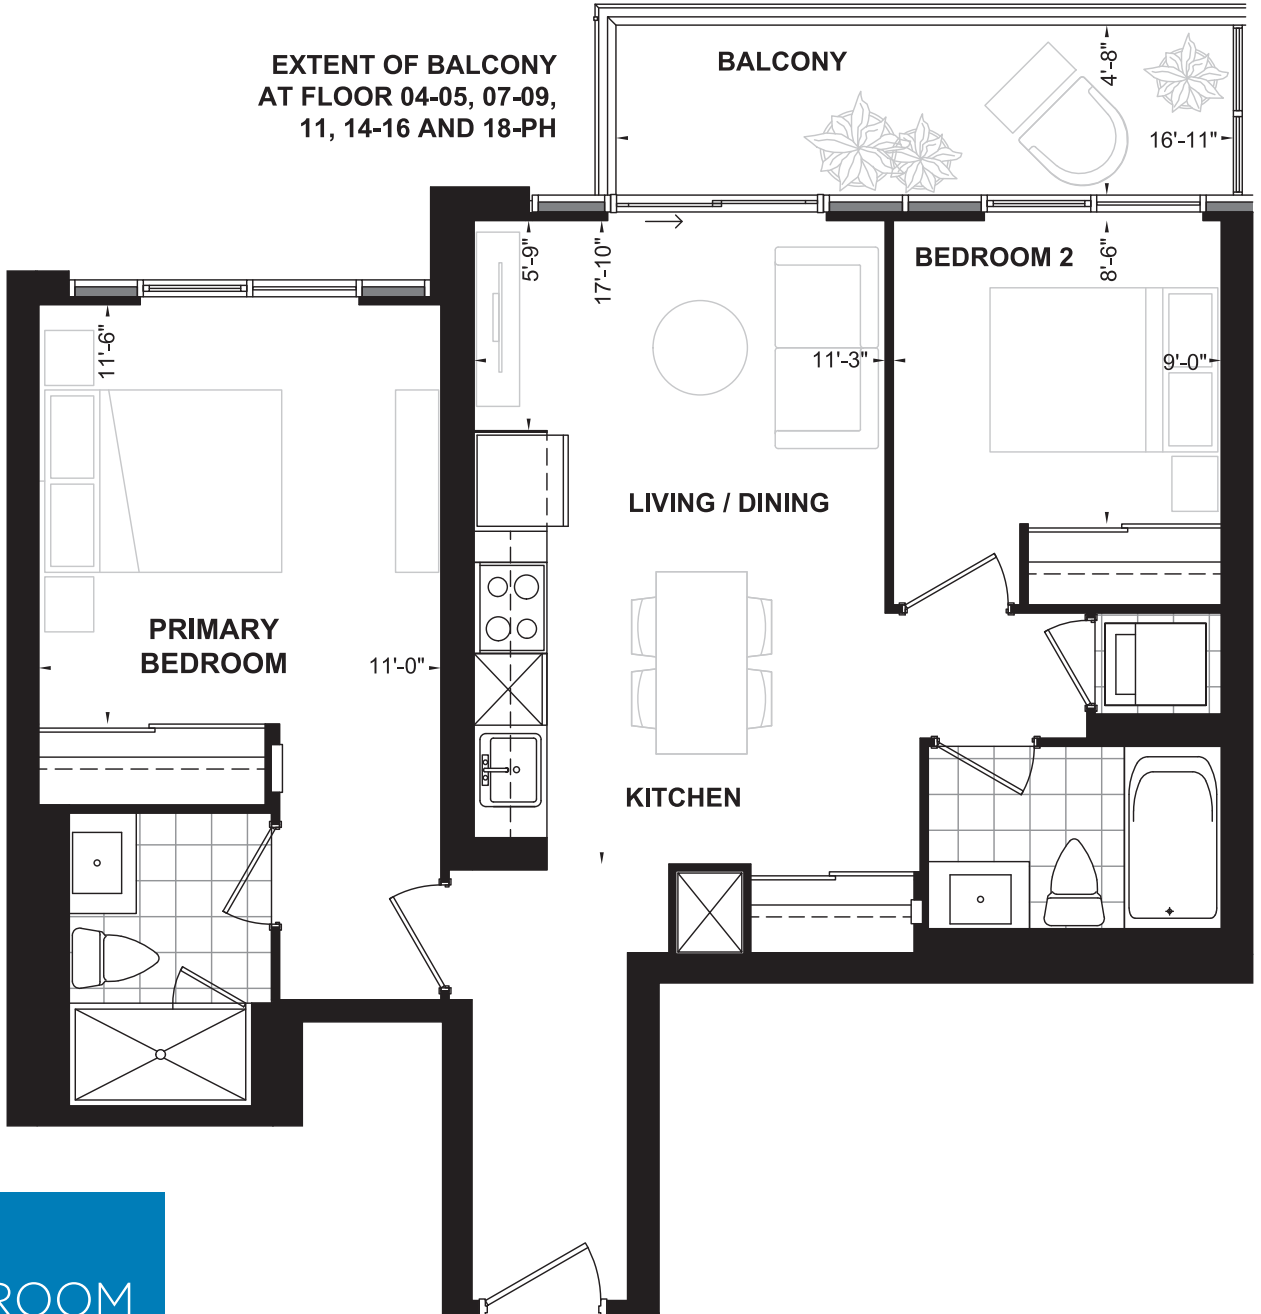 EXTENT OF BALCONY
AT FLOOR 04-05, 07-09,
11, 14-16 AND 18-PH
BALCONY
4'-8"
16'-11"
5'-9"
17'-10"
BEDROOM 2
8'-6"
11'-6"
11'-3"
9'-0"
LIVING / DINING
PRIMARY
BEDROOM
11'-0"
KITCHEN
ROOM